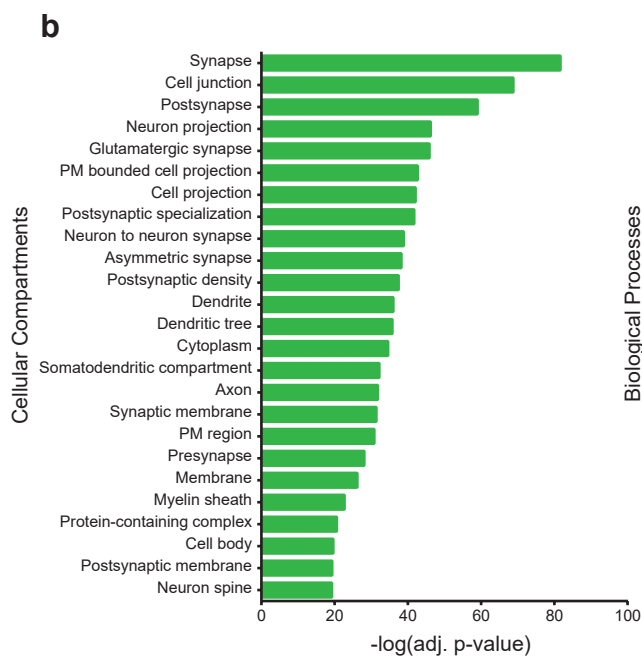 b
Synapse
Cell junction
Postsynapse
Neuron projection
Glutamatergic synapse
PM bounded cell projection
Cell projection
Postsynaptic specialization
Neuron to neuron synapse
Asymmetric synapse
Postsynaptic density
Dendrite
Dendritic tree
Cytoplasm
Somatodendritic compartment
Axon
Synaptic membrane
PM region
Presynapse
Membrane
Myelin sheath
Protein-containing complex
Cell body
Postsynaptic membrane
Neuron spine
Cellular Compartments
Biological Processes
0 20 40 60 80 100
-log(adj. p-value)